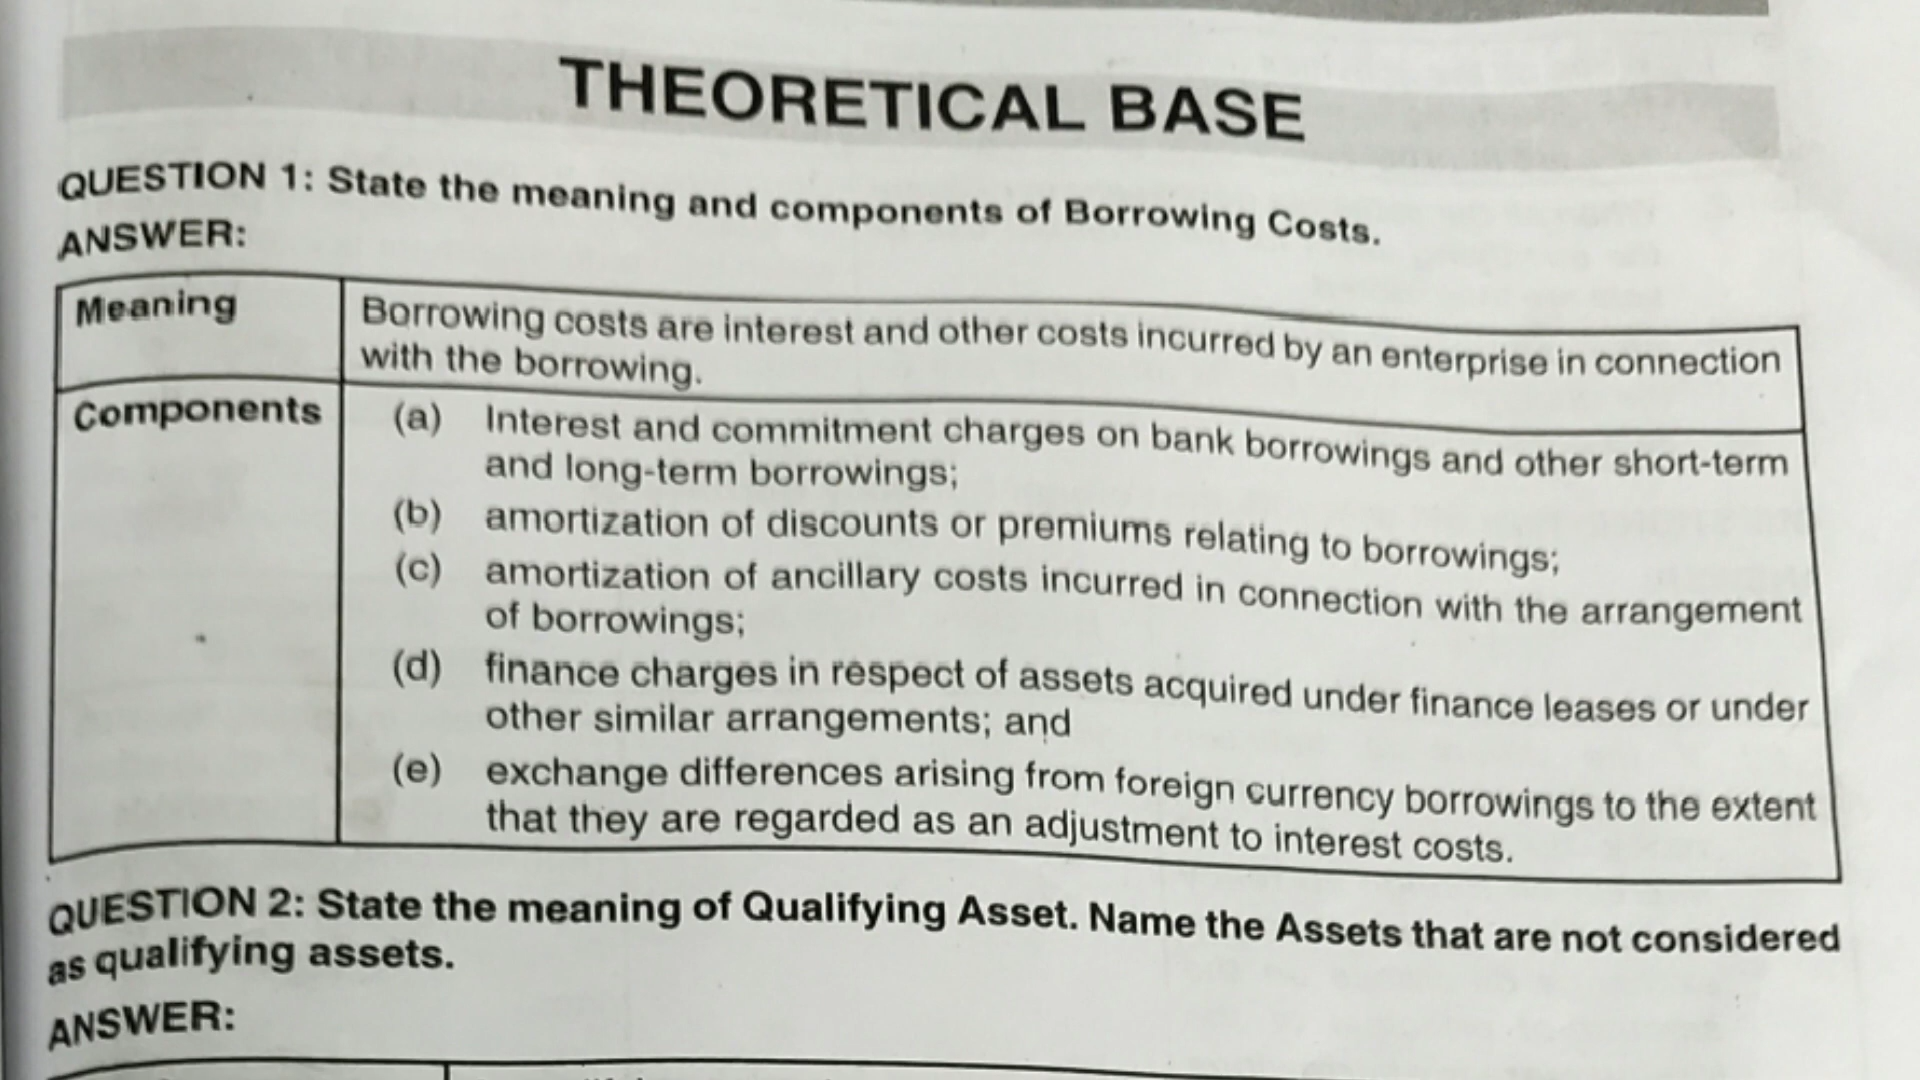 THEORETICAL BASE
QUESTION 1: State the meaning and components of Borrowing Costs.
ANSWER:
Meaning
Borrowing costs are interest and other costs incurred by an enterprise in connection
with the borrowing.
Components
(a) Interest and commitment charges on bank borrowings and other short-term
and long-term borrowings;
(b) amortization of discounts or premiums relating to borrowings;
(c) amortization of ancillary costs incurred in connection with the arrangement
of borrowings;
(d) finance charges in respect of assets acquired under finance leases or under
other similar arrangements; and
(e) exchange differences arising from foreign currency borrowings to the extent
that they are regarded as an adjustment to interest costs.
QUESTION 2: State the meaning of Qualifying Asset. Name the Assets that are not considered
as qualifying assets.
ANSWER: